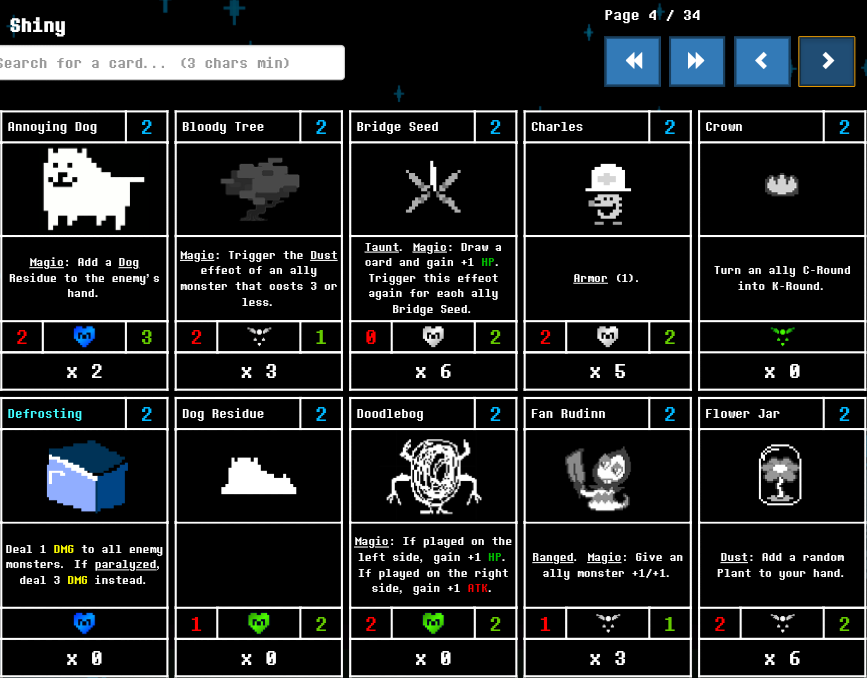 Shiny
Page 4 / 34
Search for a card... (3 chars min)
Annoying Dog 2
Magic: Add a Dog
Residue to the enemy's
hand.
2 3
x 2
Bloody Tree 2
Magic: Trigger the Dust
effect of an ally
monster that costs 3 or
less.
2 1
x 3
Bridge Seed 2
Taunt. Magic: Draw a
card and gain +1 HP.
Trigger this effect
again for each ally
Bridge Seed.
0 2
x 6
Charles 2
Armor (1).
2 2
x 5
Crown 2
Turn an ally C-Round
into K-Round.
x 0
Defrosting 2
Deal 1 DMG to all enemy
monsters. If paralyzed,
deal 3 DMG instead.
x 0
Dog Residue 2
1 2
x 0
Doodlebog 2
Magic: If played on the
left side, gain +1 HP.
If played on the right
side, gain +1 ATK.
2 2
x 0
Fan Rudinn 2
Ranged. Magic: Give an
ally monster +1/+1.
1 1
x 3
Flower Jar 2
Dust: Add a random
Plant to your hand.
2 2
x 6